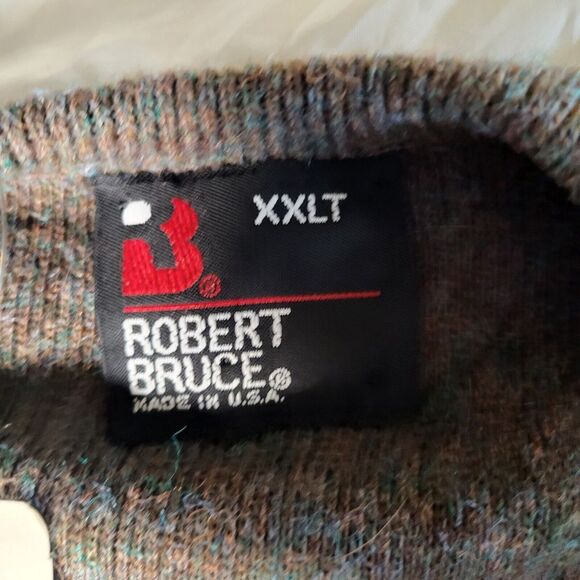 XXLT
B®
ROBERT
BRUCE®
MADE IN U.S.A.